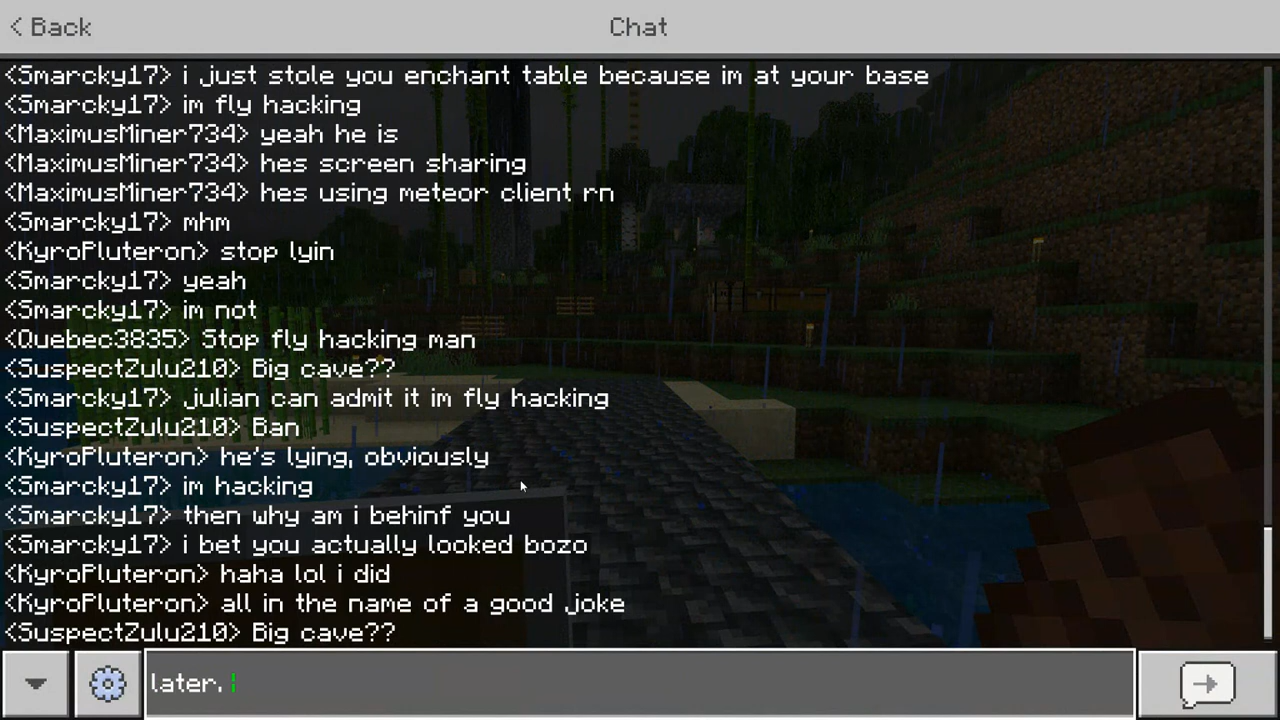 < Back
Chat
<Smarcky17> i just stole you enchant table because im at your base
<Smarcky17> im fly hacking
<MaximusMiner734> yeah he is
<MaximusMiner734> hes screen sharing
<MaximusMiner734> hes using meteor client rn
<Smarcky17> mhm
<KyroPluteron> stop lyin
<Smarcky17> yeah
<Smarcky17> im not
<Quebec3835> Stop fly hacking man
<SuspectZulu210> Big cave??
<Smarcky17> julian can admit it im fly hacking
<SuspectZulu210> Ban
<KyroPluteron> he's lying, obviously
<Smarcky17> im hacking
<Smarcky17> then why am i behinf you
<Smarcky17> i bet you actually looked bozo
<KyroPluteron> haha lol i did
<KyroPluteron> all in the name of a good joke
<SuspectZulu210> Big cave??
later.